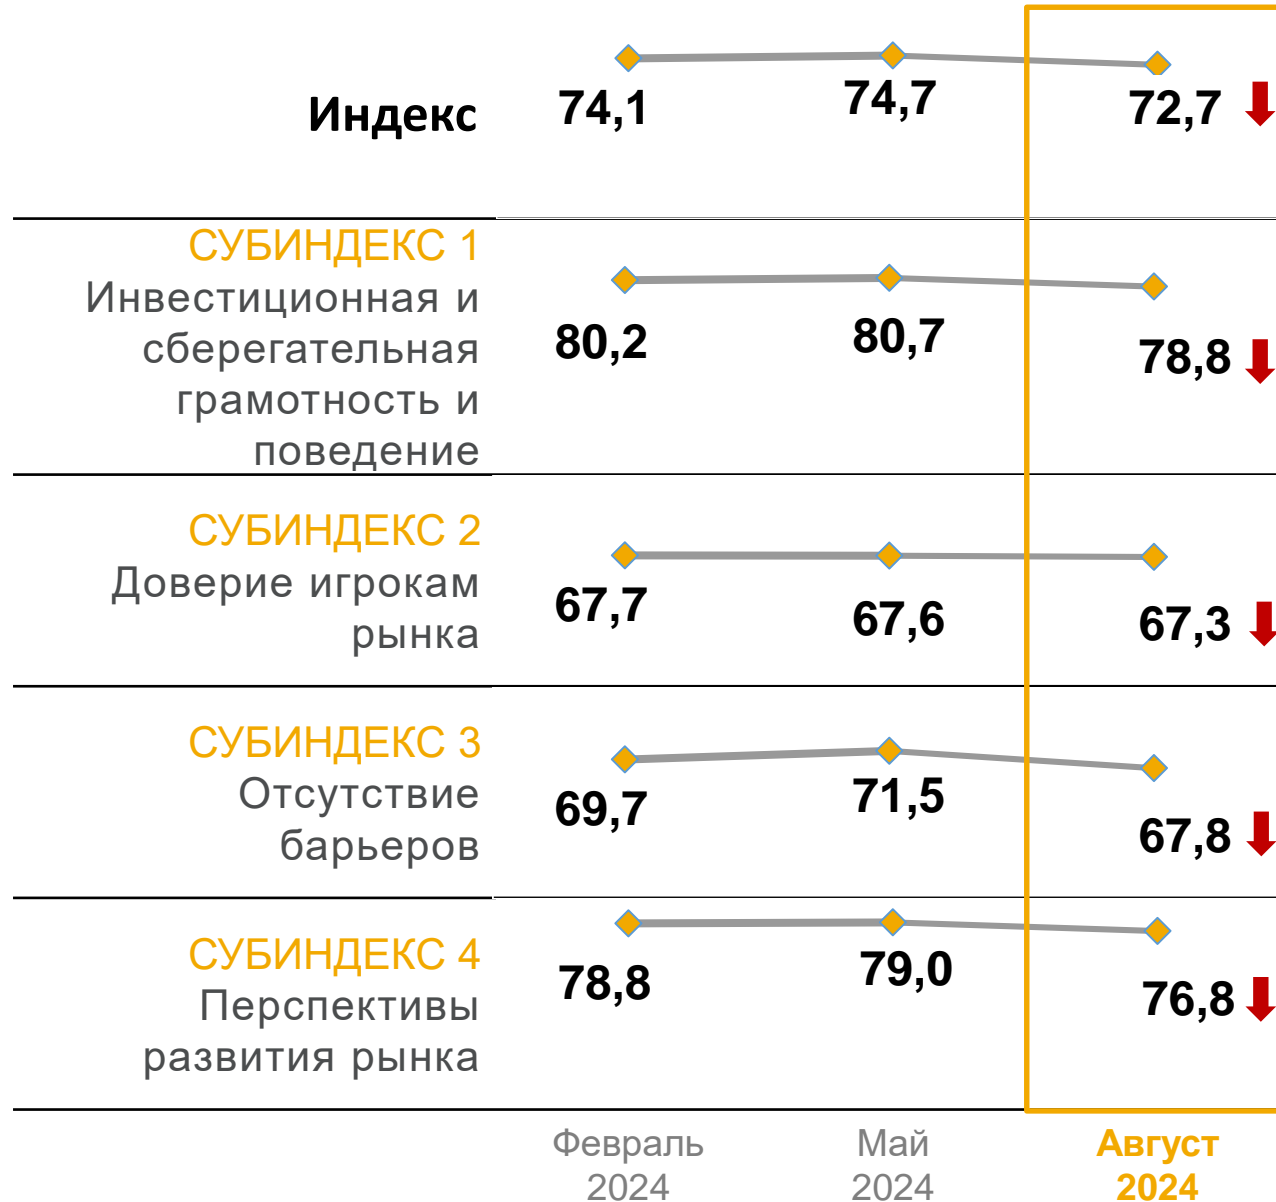 Индекс
74,1
74,7
72,7
СУБИНДЕКС 1
Инвестиционная и
сберегательная
грамотность и
поведение
80,2
80,7
78,8
СУБИНДЕКС 2
Доверие игрокам
рынка
67,7
67,6
67,3
СУБИНДЕКС 3
Отсутствие
барьеров
69,7
71,5
67,8
СУБИНДЕКС 4
Перспективы
развития рынка
78,8
79,0
76,8
Февраль
2024
Май
2024
Август
2024